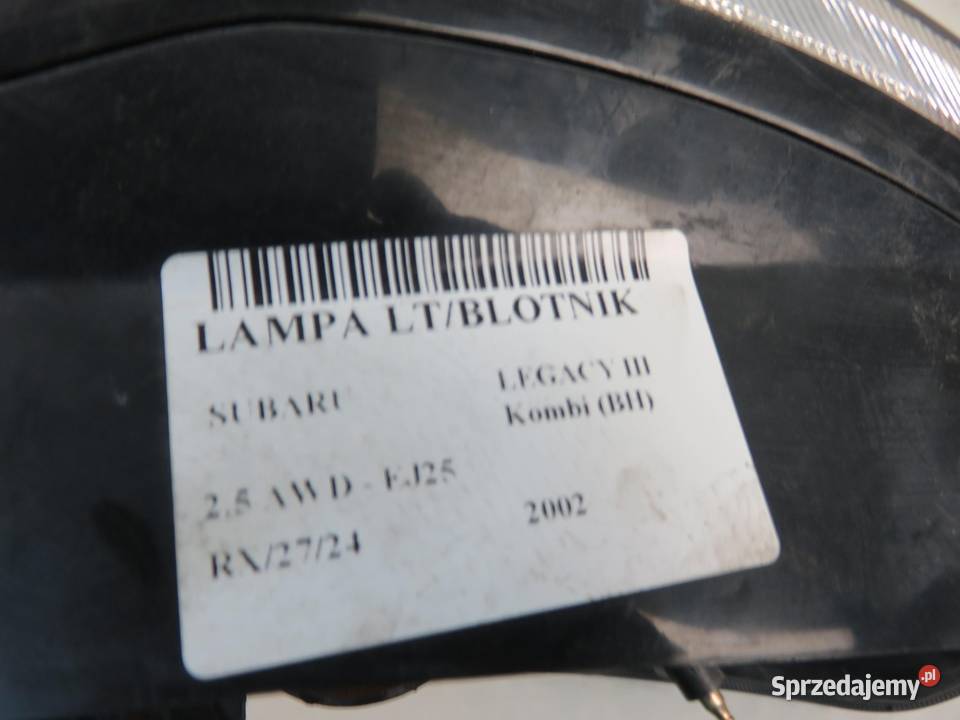 LAMPA LT/BLOTNIK
SUBARU
LEGACY III
Kombi (BH)
2.5 AWD - EJ25
2002
RX/27/24
Sprzedajemy.pl